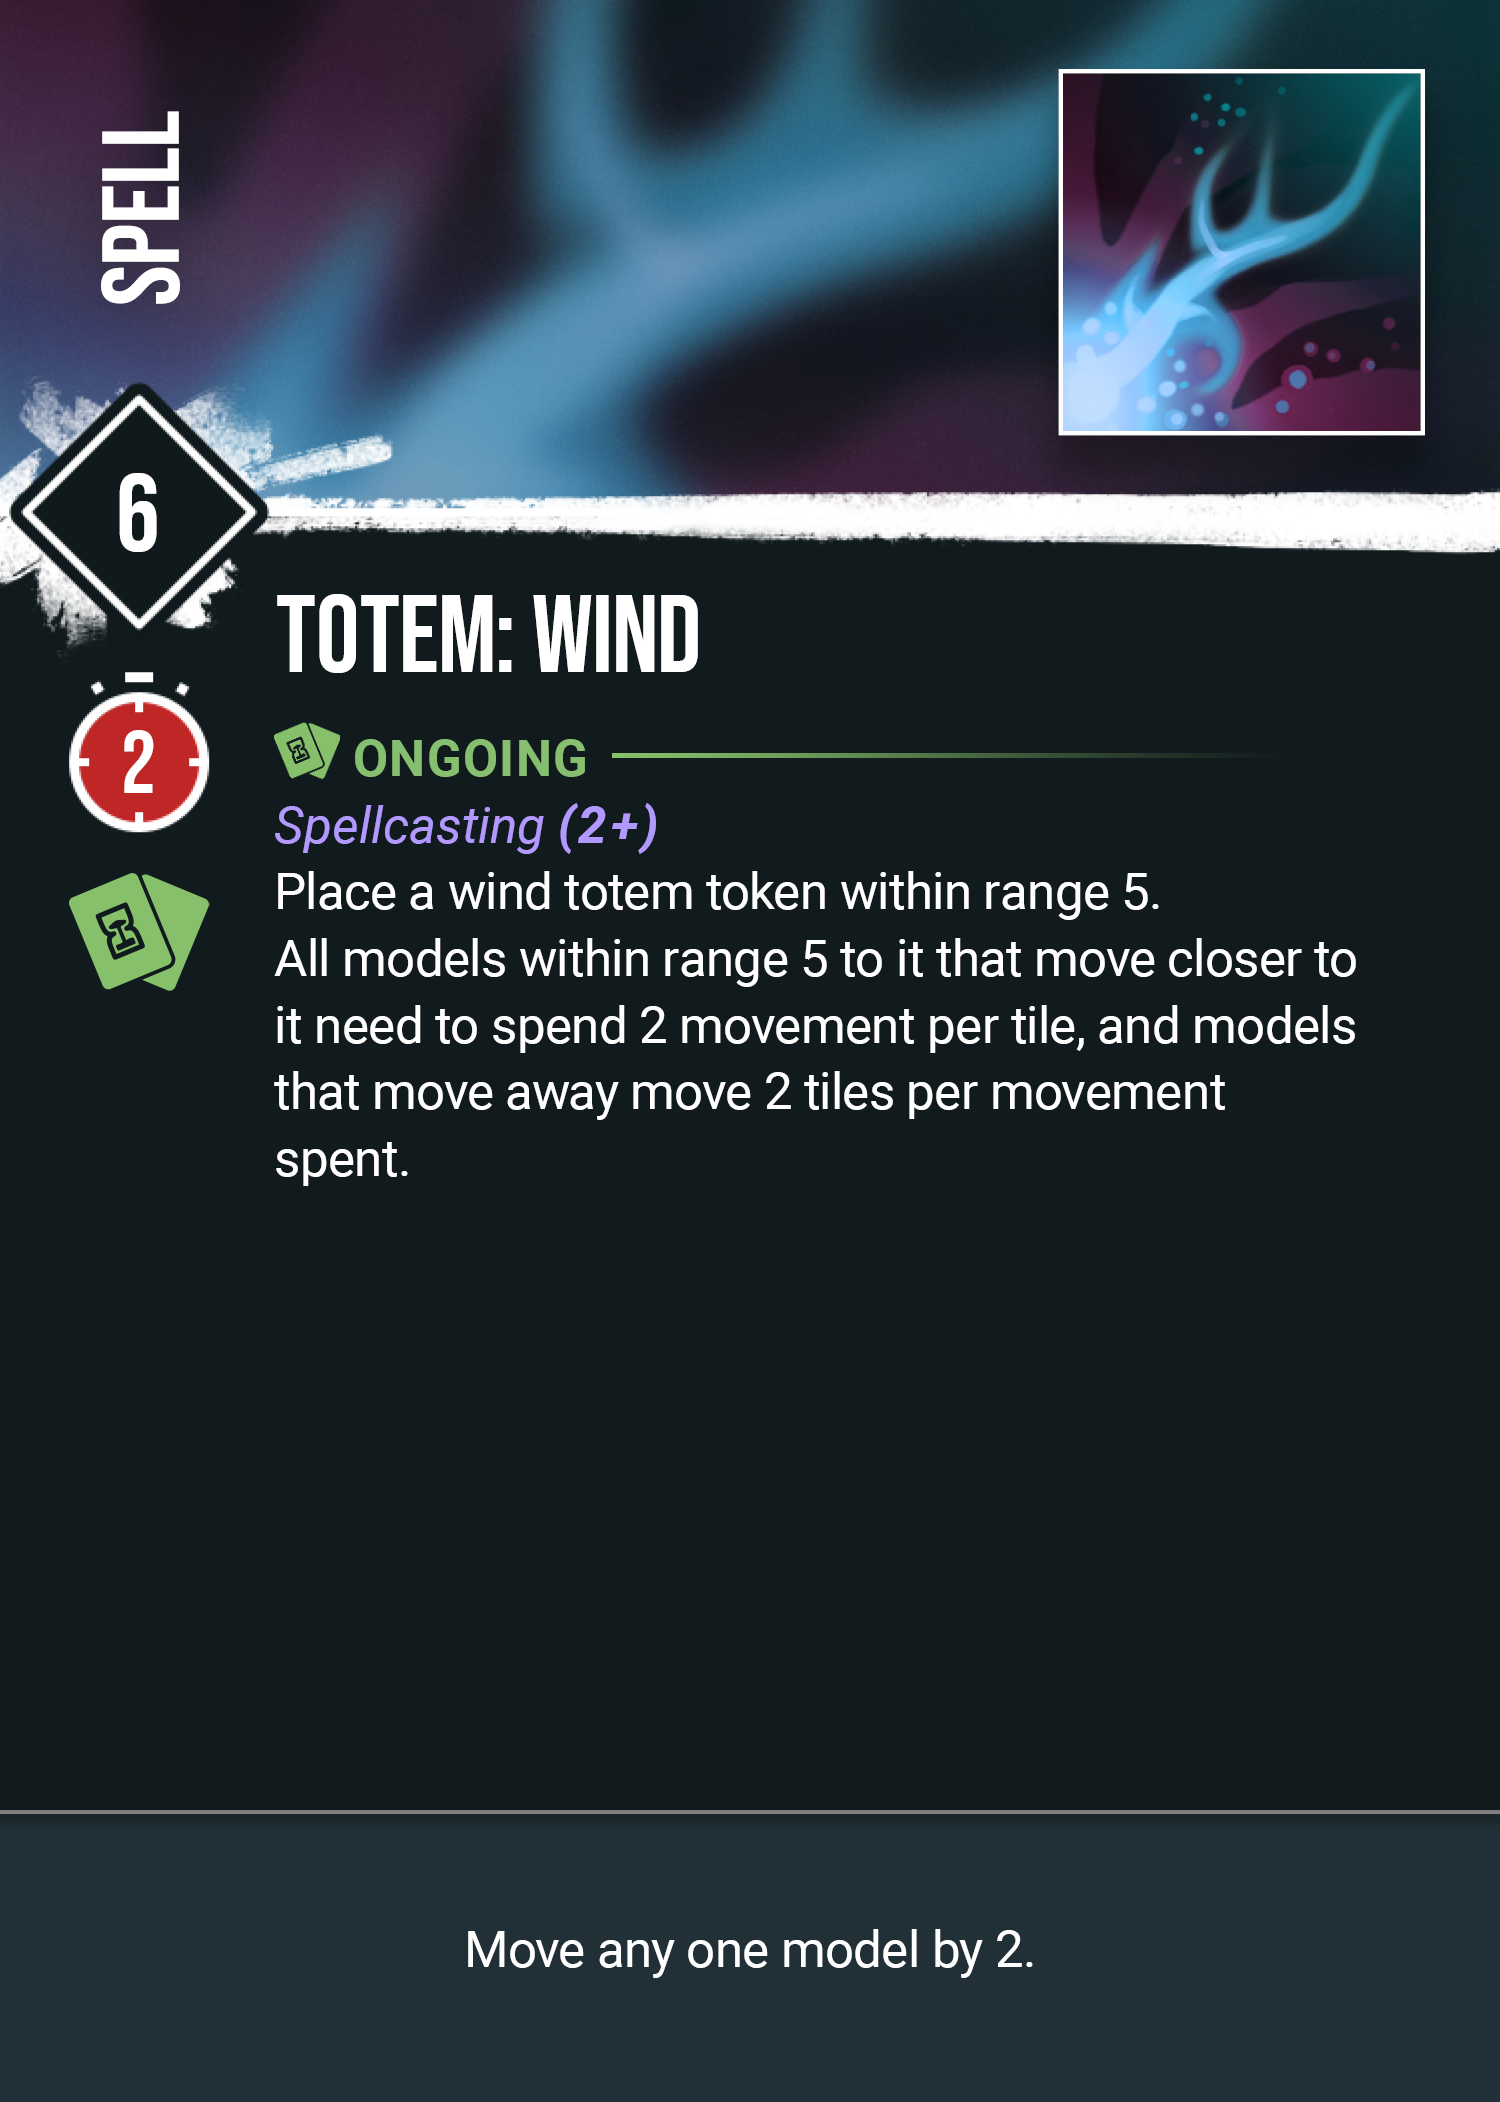 SPELL
6
TOTEM: WIND
2
ONGOING
Spellcasting (2+)
Place a wind totem token within range 5.
All models within range 5 to it that move closer to
it need to spend 2 movement per tile, and models
that move away move 2 tiles per movement
spent.
Move any one model by 2.